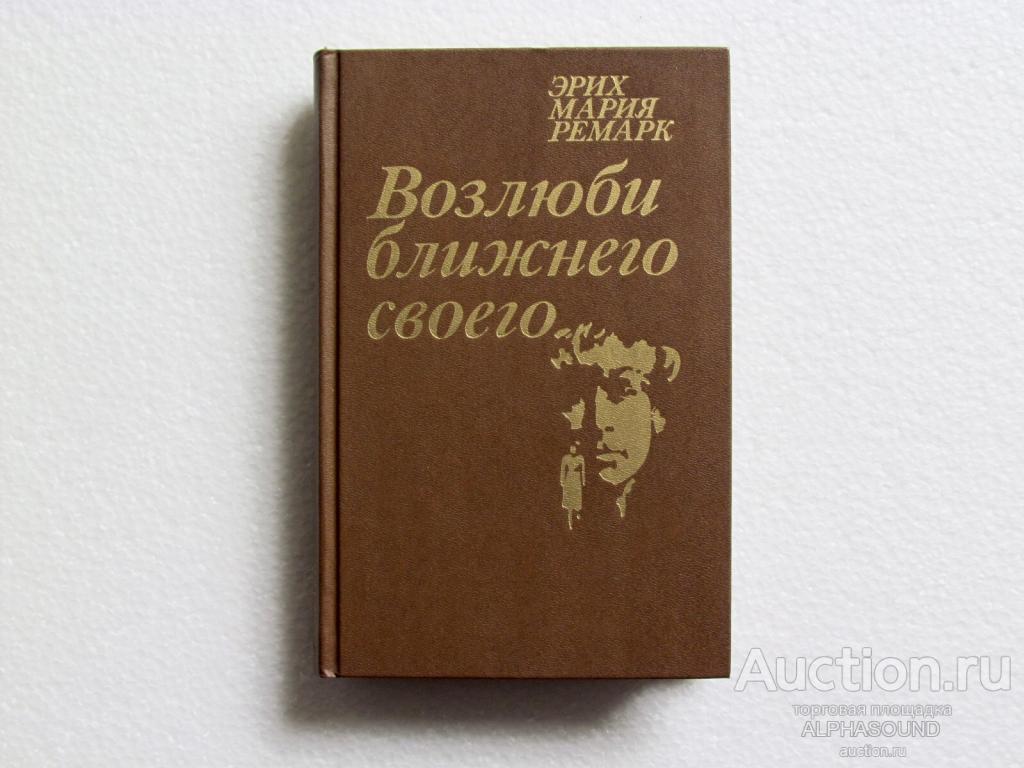 ЭРИХ
МАРИЯ
РЕМАРК
Возлюби
ближнего
своего
Auction.ru
торговая площадка
ALPHASOUND
auction.ru